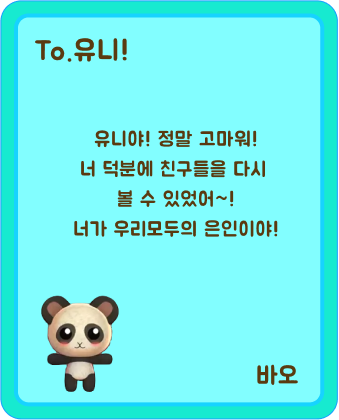 To.유니!
유니야! 정말 고마워!
너 덕분에 친구들을 다시
볼 수 있었어~!
너가 우리모두의 은인이야!
바오